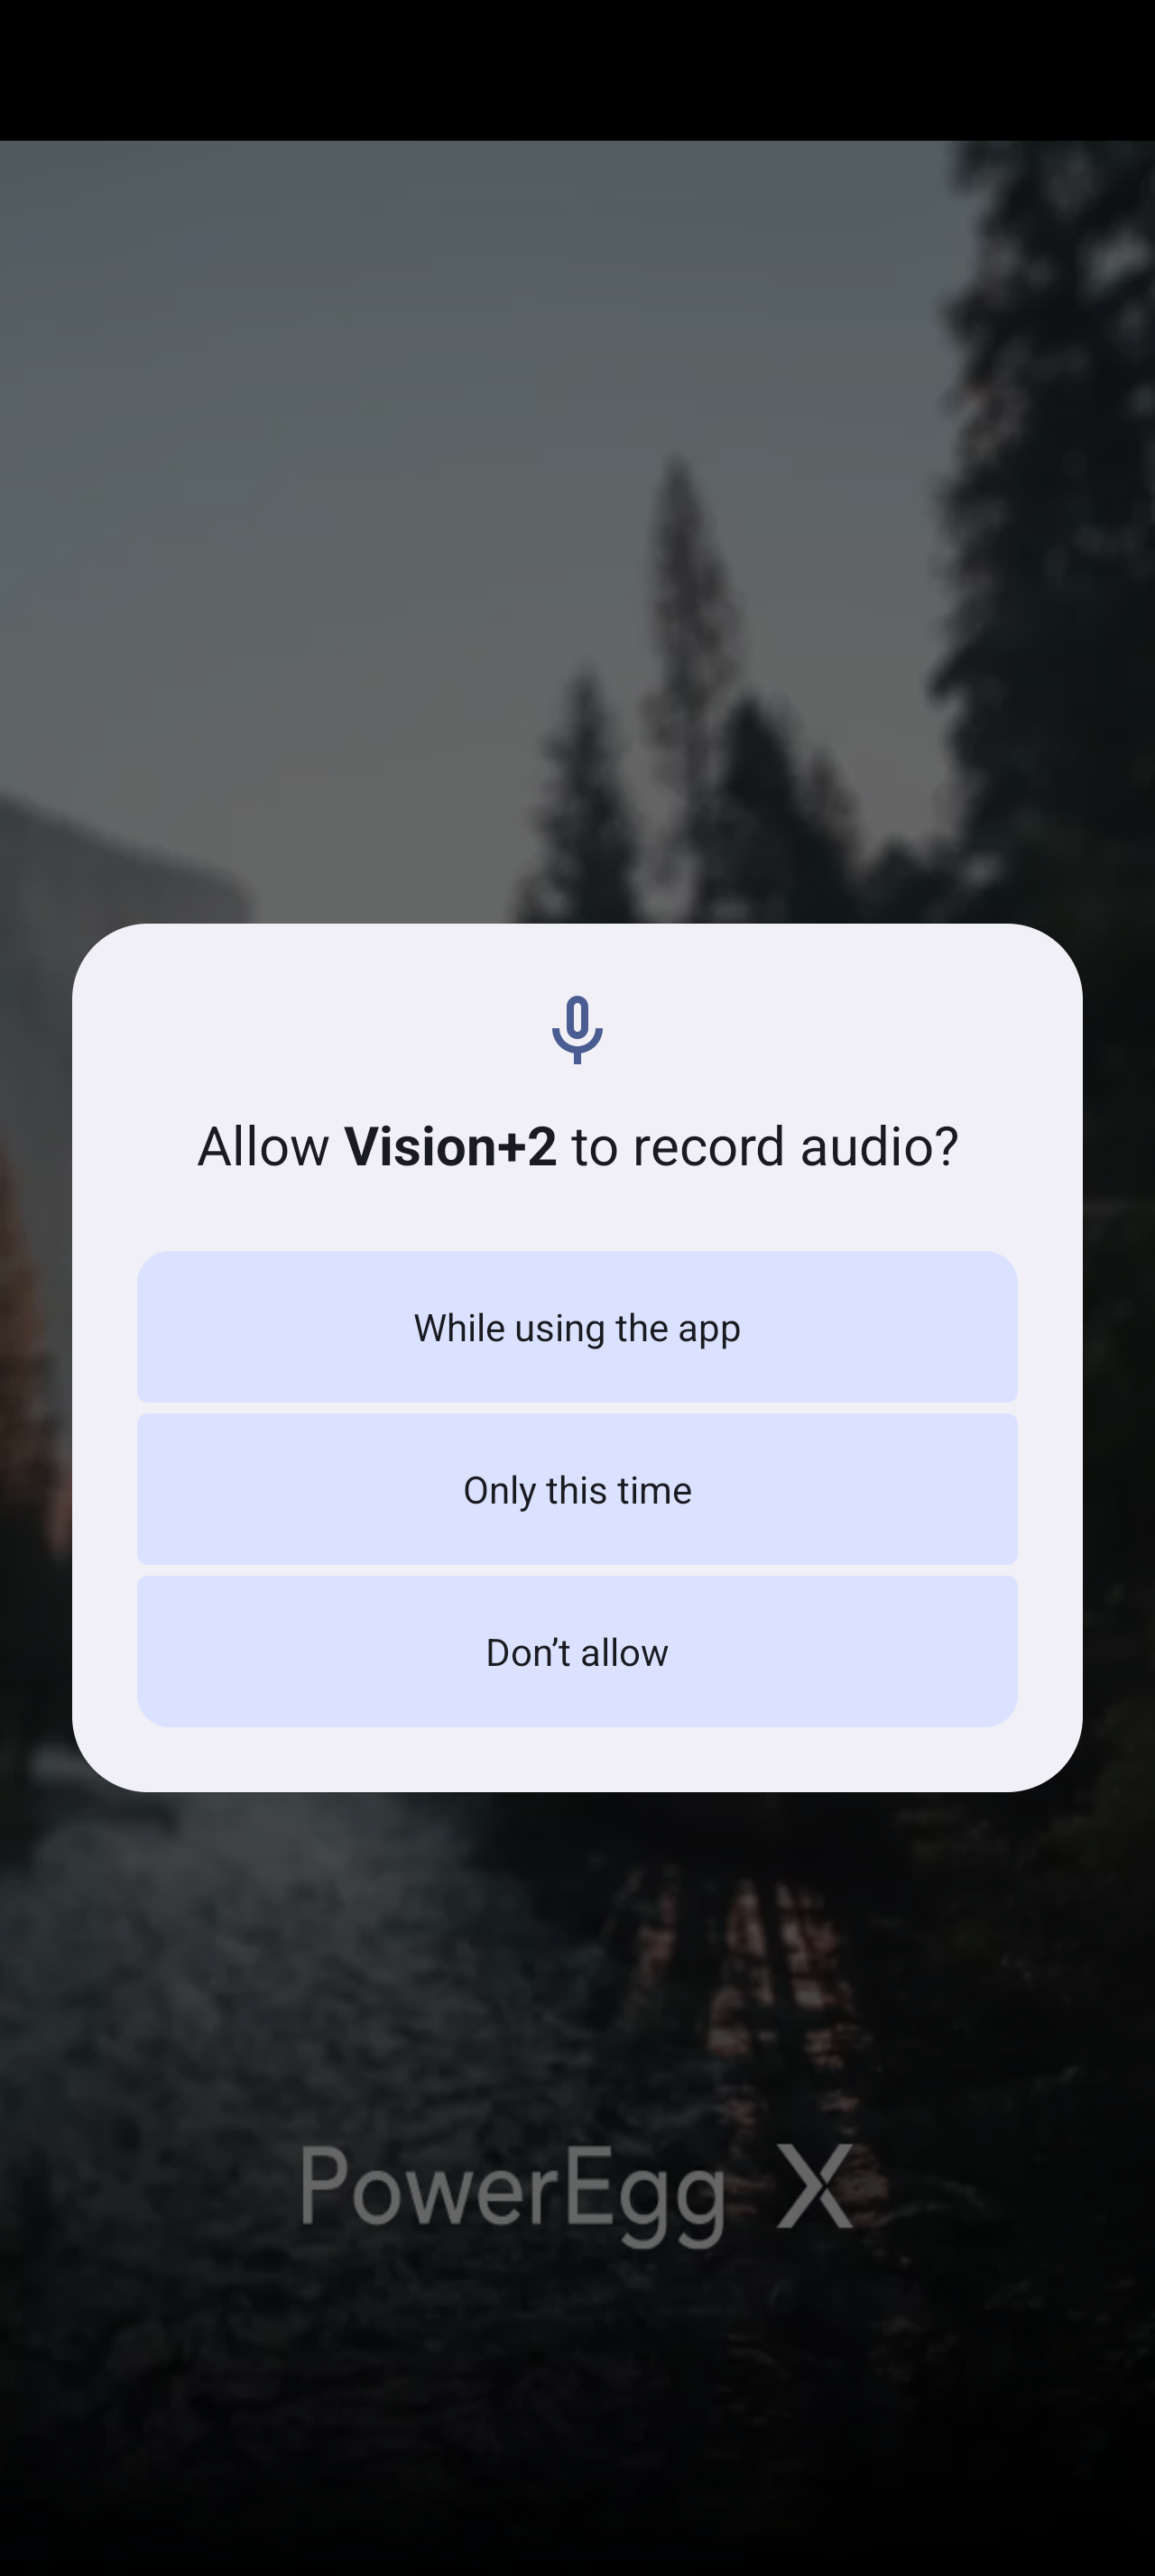 Allow Vision+2 to record audio?
While using the app
Only this time
Don’t allow
PowerEgg X